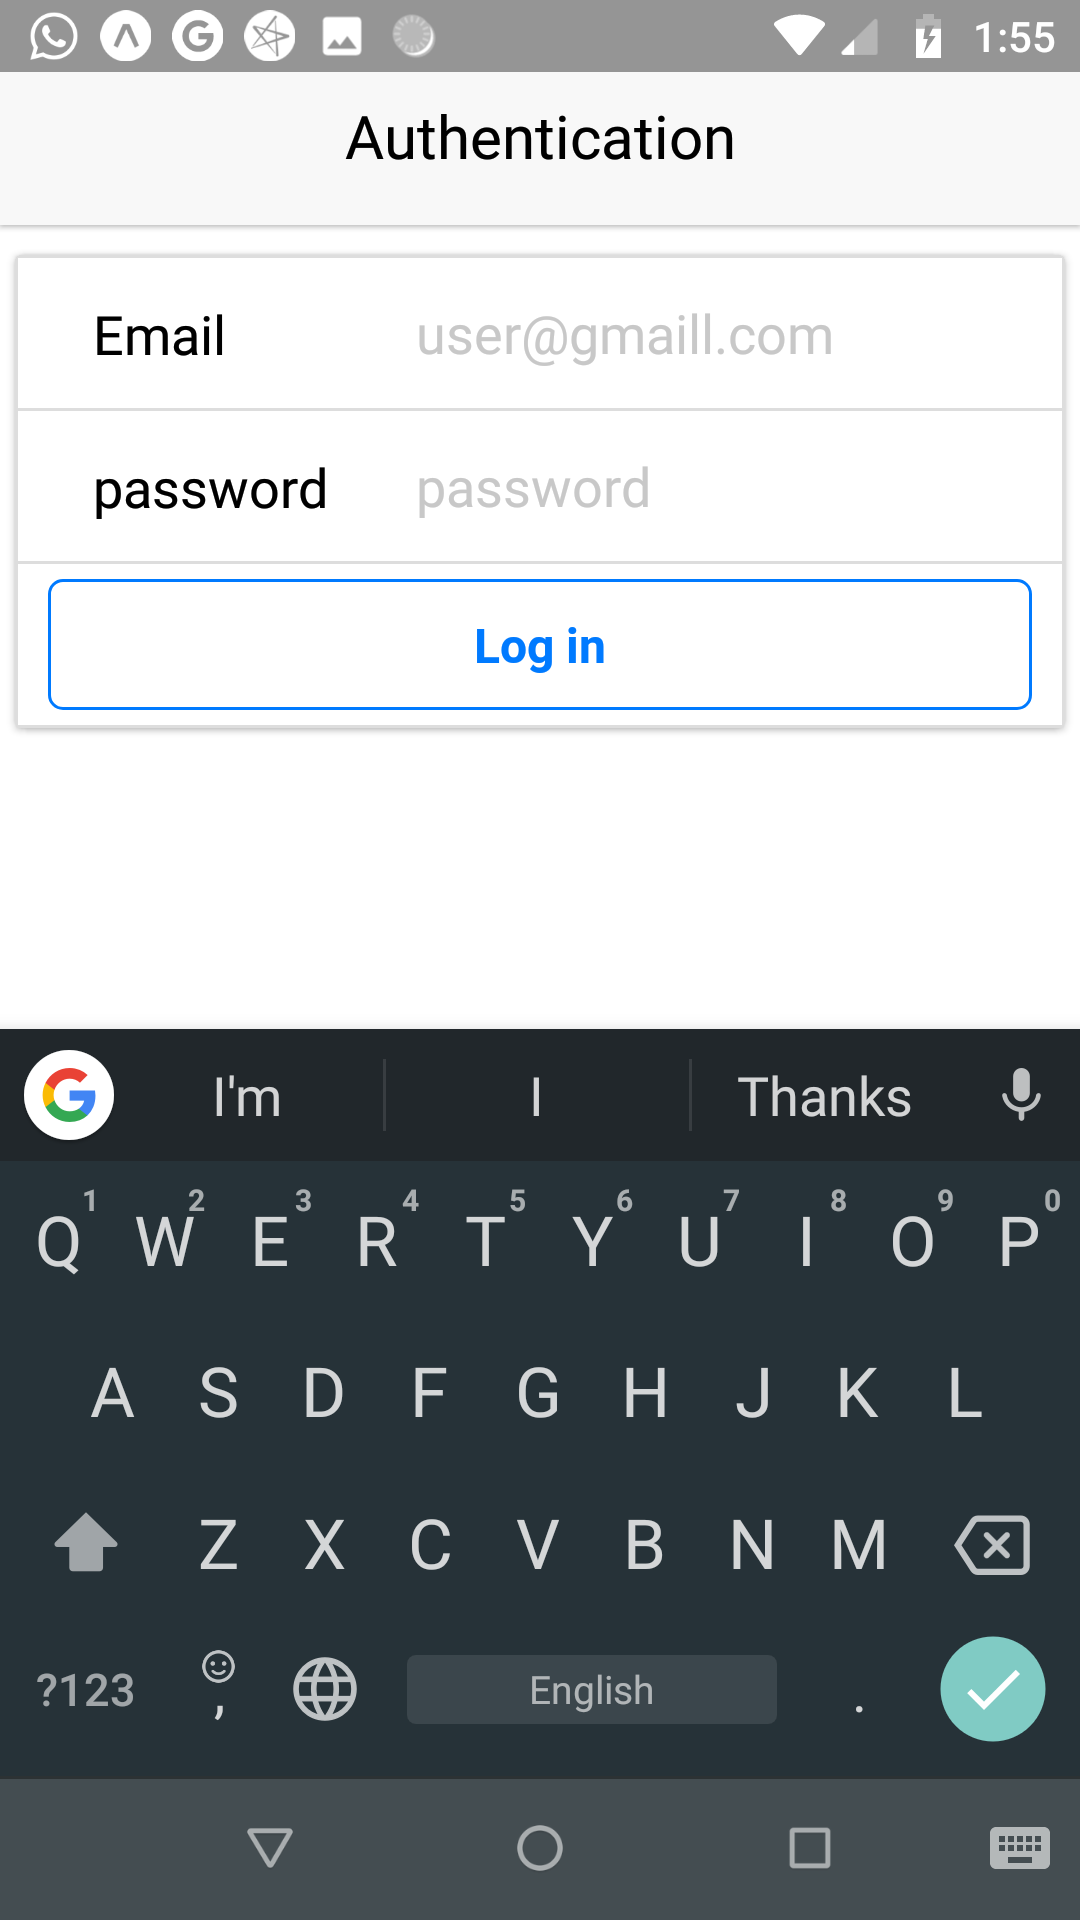 1:55
Authentication
Email user@gmaill.com
password password
Log in
I'm I Thanks
1 2 3 4 5 6 7 8 9 0
Q W E R T Y U I O P
A S D F G H J K L
Z X C V B N M
?123 , English .